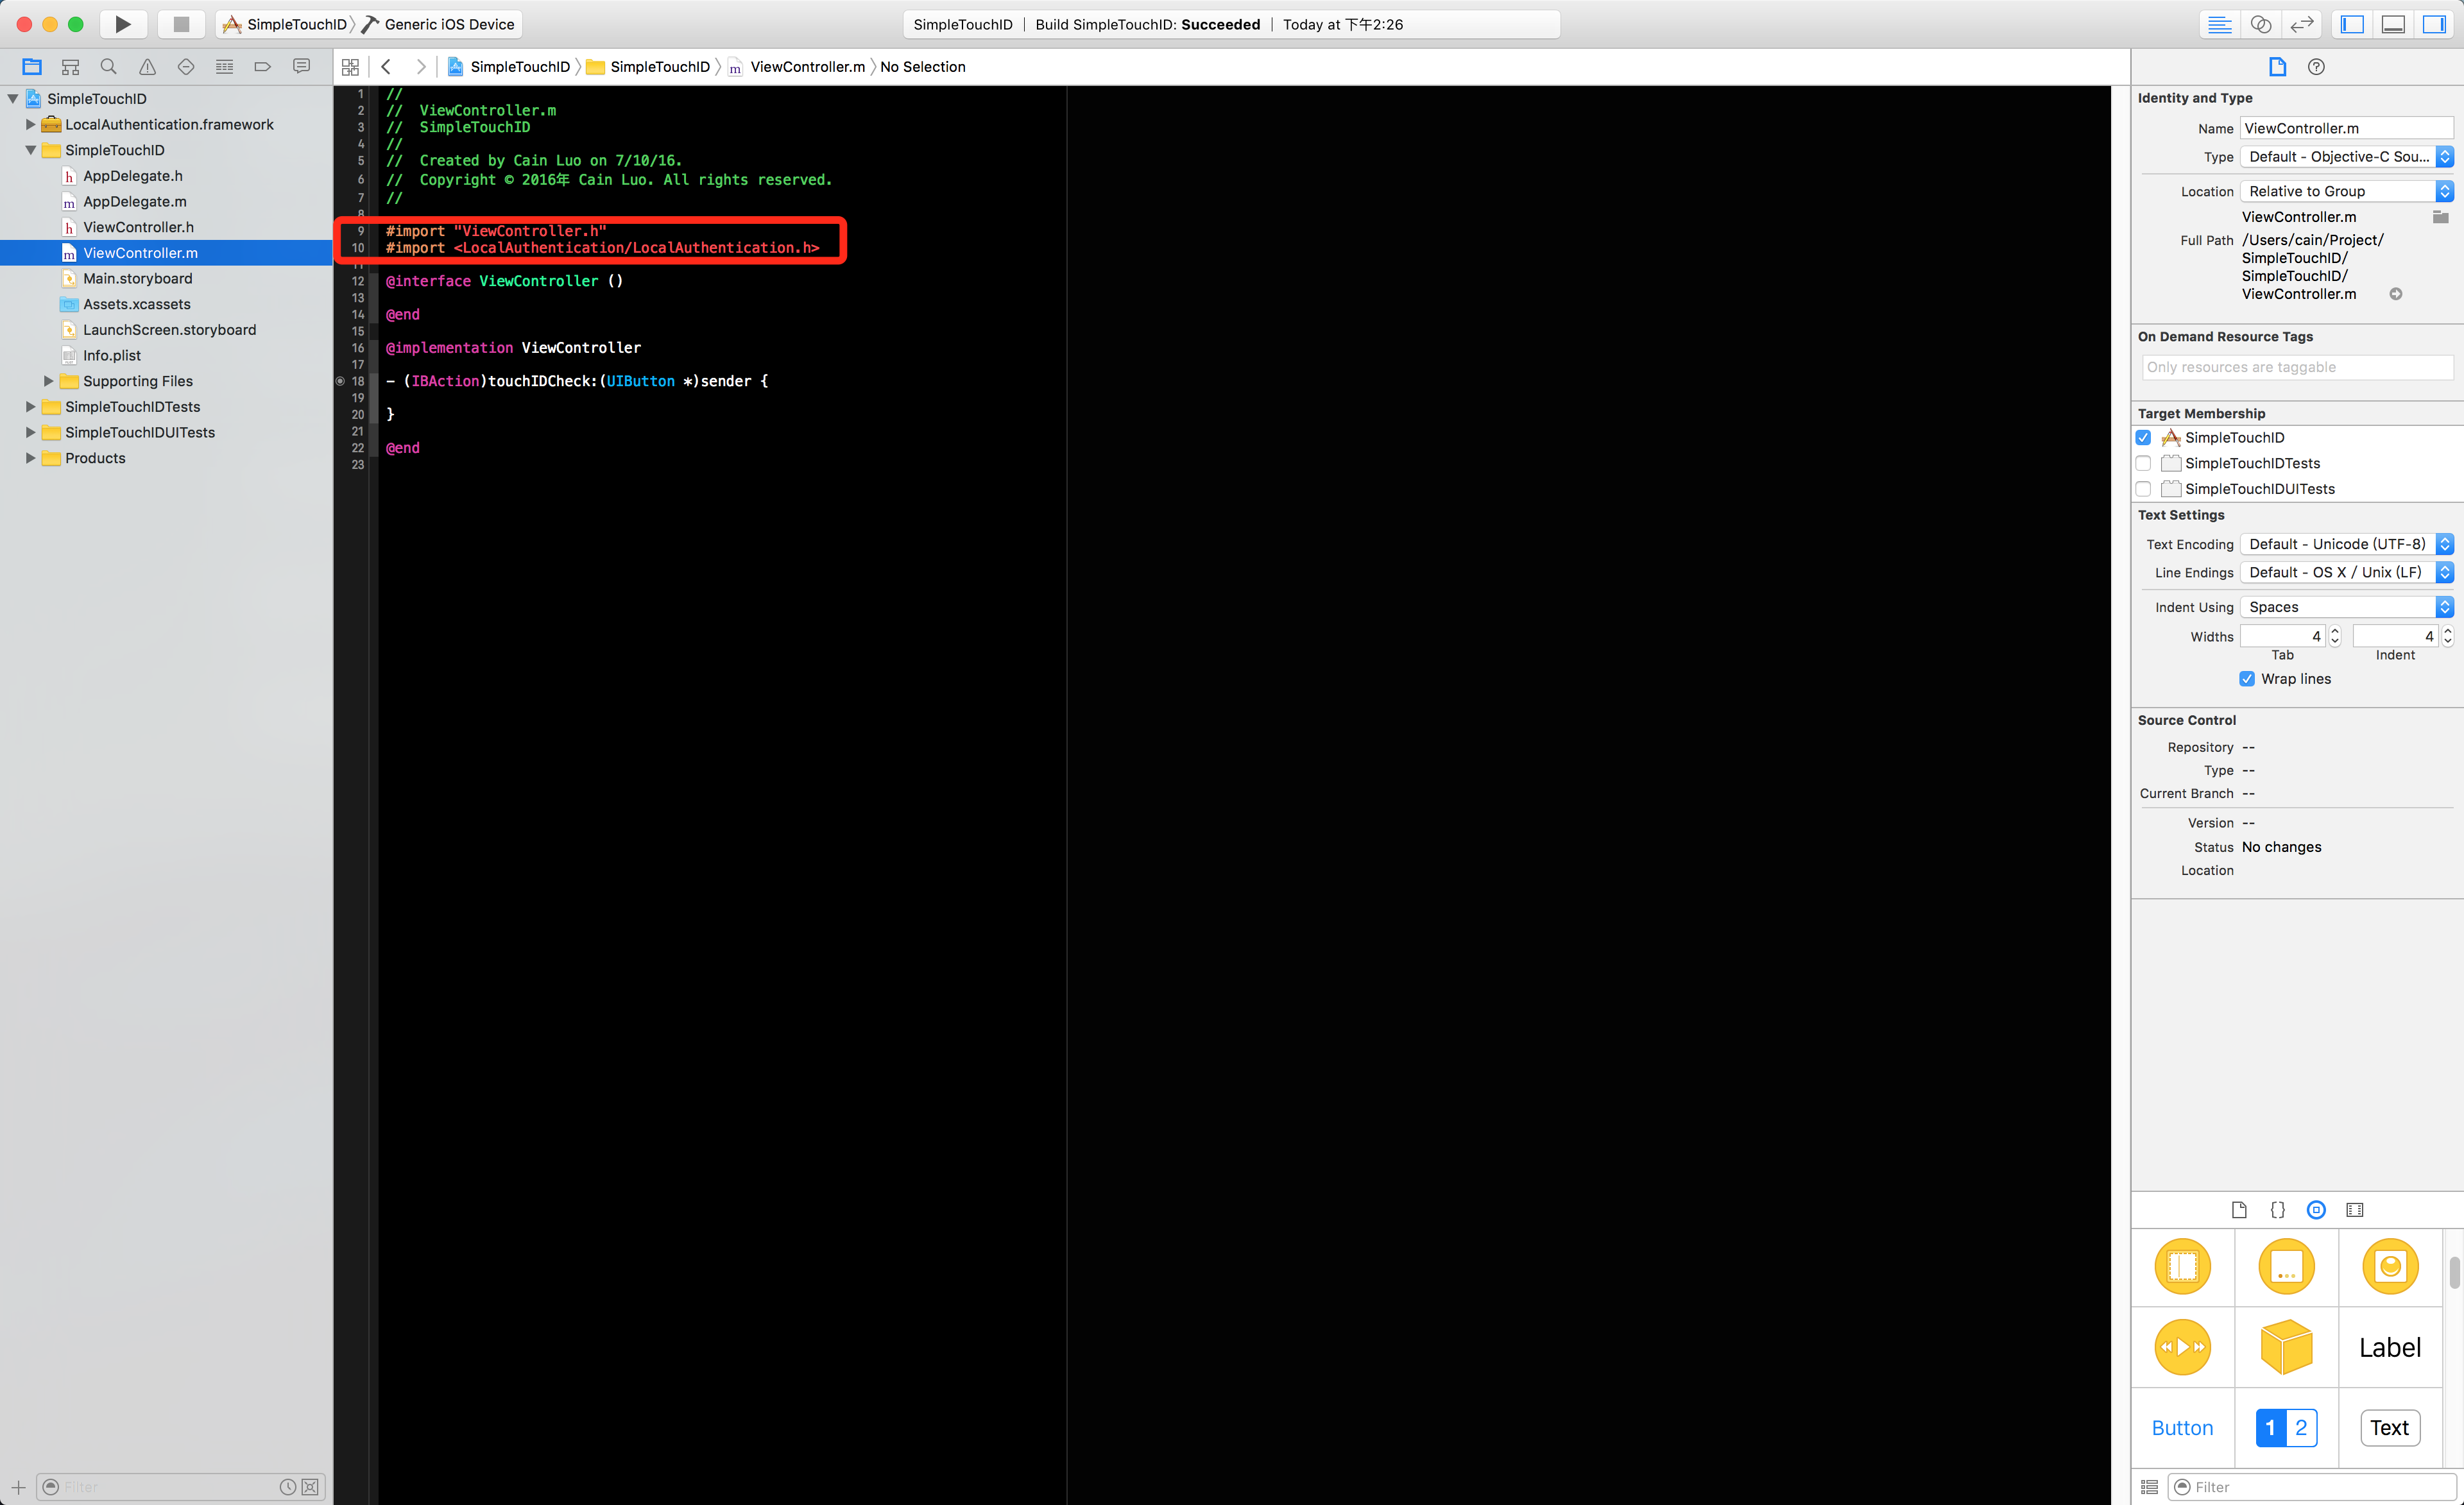 SimpleTouchID Generic iOS Device
SimpleTouchID | Build SimpleTouchID: Succeeded | Today at 下午2:26
SimpleTouchID SimpleTouchID m ViewController.m No Selection
SimpleTouchID
LocalAuthentication.framework
SimpleTouchID
h AppDelegate.h
m AppDelegate.m
h ViewController.h
m ViewController.m
Main.storyboard
Assets.xcassets
LaunchScreen.storyboard
Info.plist
Supporting Files
SimpleTouchIDTests
SimpleTouchIDUITests
Products
Filter
1 //
2 //  ViewController.m
3 //  SimpleTouchID
4 //
5 //  Created by Cain Luo on 7/10/16.
6 //  Copyright © 2016年 Cain Luo. All rights reserved.
7 //
8
9 #import "ViewController.h"
10 #import <LocalAuthentication/LocalAuthentication.h>
11
12 @interface ViewController ()
13
14 @end
15
16 @implementation ViewController
17
18 - (IBAction)touchIDCheck:(UIButton *)sender {
19
20 }
21
22 @end
23
Identity and Type
Name ViewController.m
Type Default - Objective-C Sou...
Location Relative to Group
ViewController.m
Full Path /Users/cain/Project/
SimpleTouchID/
SimpleTouchID/
ViewController.m
On Demand Resource Tags
Only resources are taggable
Target Membership
SimpleTouchID
SimpleTouchIDTests
SimpleTouchIDUITests
Text Settings
Text Encoding Default - Unicode (UTF-8)
Line Endings Default - OS X / Unix (LF)
Indent Using Spaces
Widths 4 4
Tab Indent
Wrap lines
Source Control
Repository --
Type --
Current Branch --
Version --
Status No changes
Location
{}
Label
Button 1 2 Text
Filter